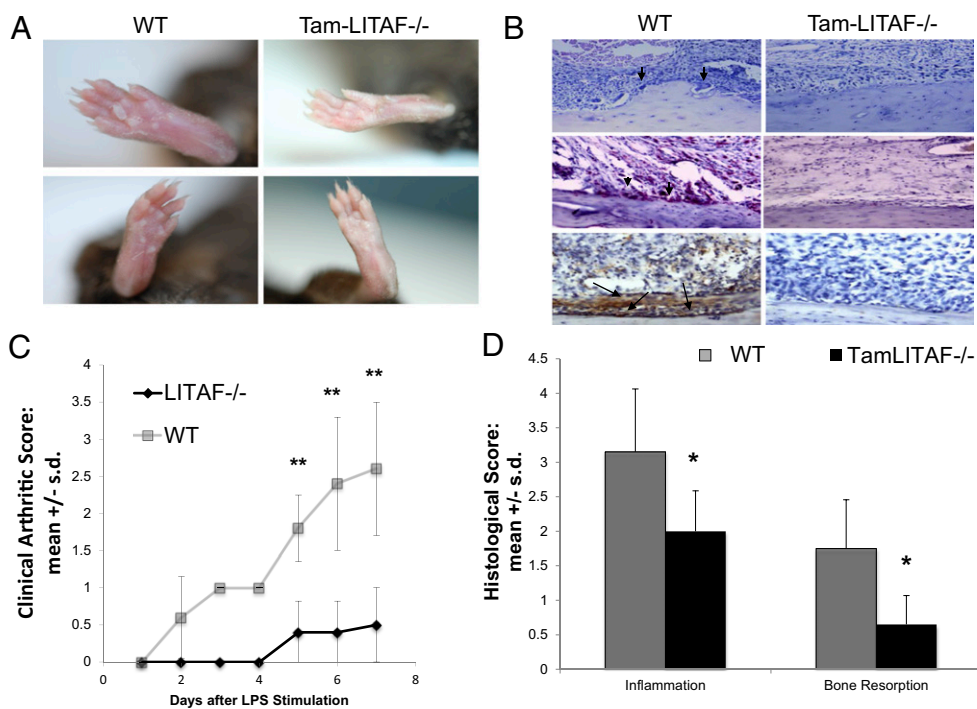 A
WT
Tam-LITAF-/-
B
WT
Tam-LITAF-/-
C
Clinical Arthritic Score:
mean +/- s.d.
4
3.5
3
2.5
2
1.5
1
0.5
0
LITAF-/-
WT
**
**
**
0
2
4
6
8
Days after LPS Stimulation
D
WT
TamLITAF-/-
Histological Score:
mean +/- s.d.
4.5
4
3.5
3
2.5
2
1.5
1
0.5
0
*
*
Inflammation
Bone Resorption